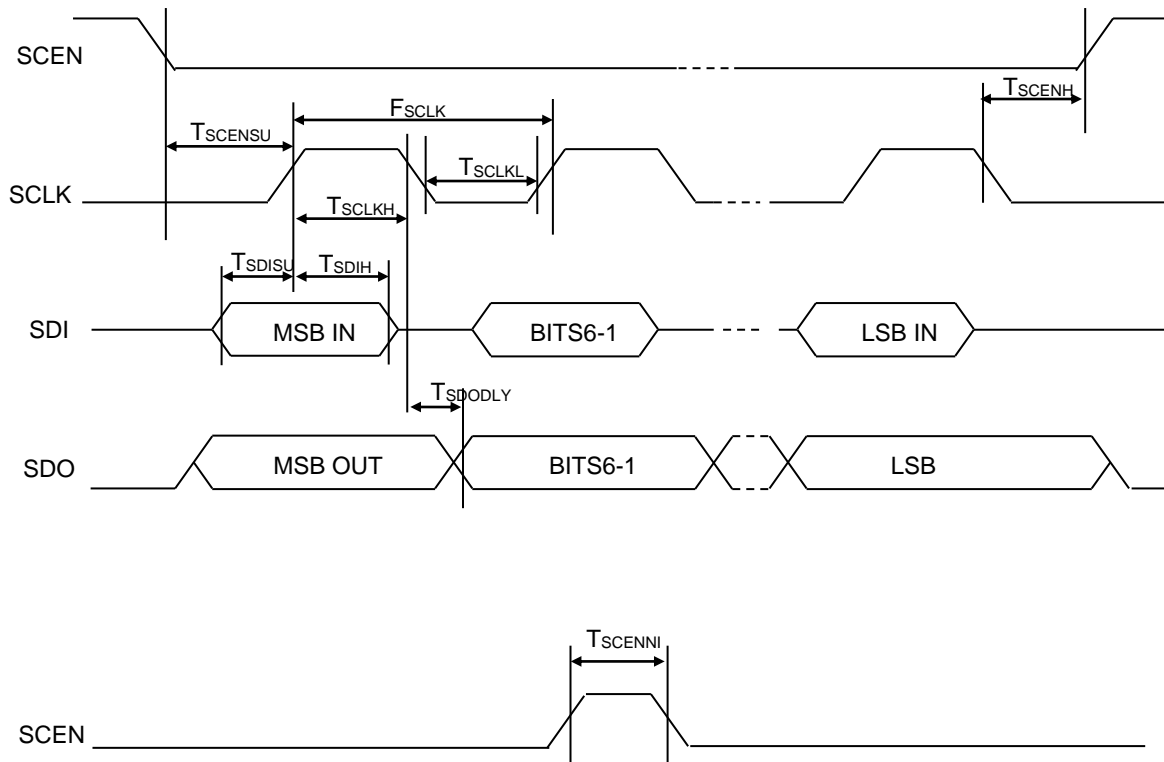 SCEN
TSCENH
FSCLK
TSCENSU
TSCLKL
SCLK
TSCLKH
TSDISU
TSDIH
SDI
MSB IN
BITS6-1
LSB IN
TSDODLY
SDO
MSB OUT
BITS6-1
LSB
TSCENNI
SCEN